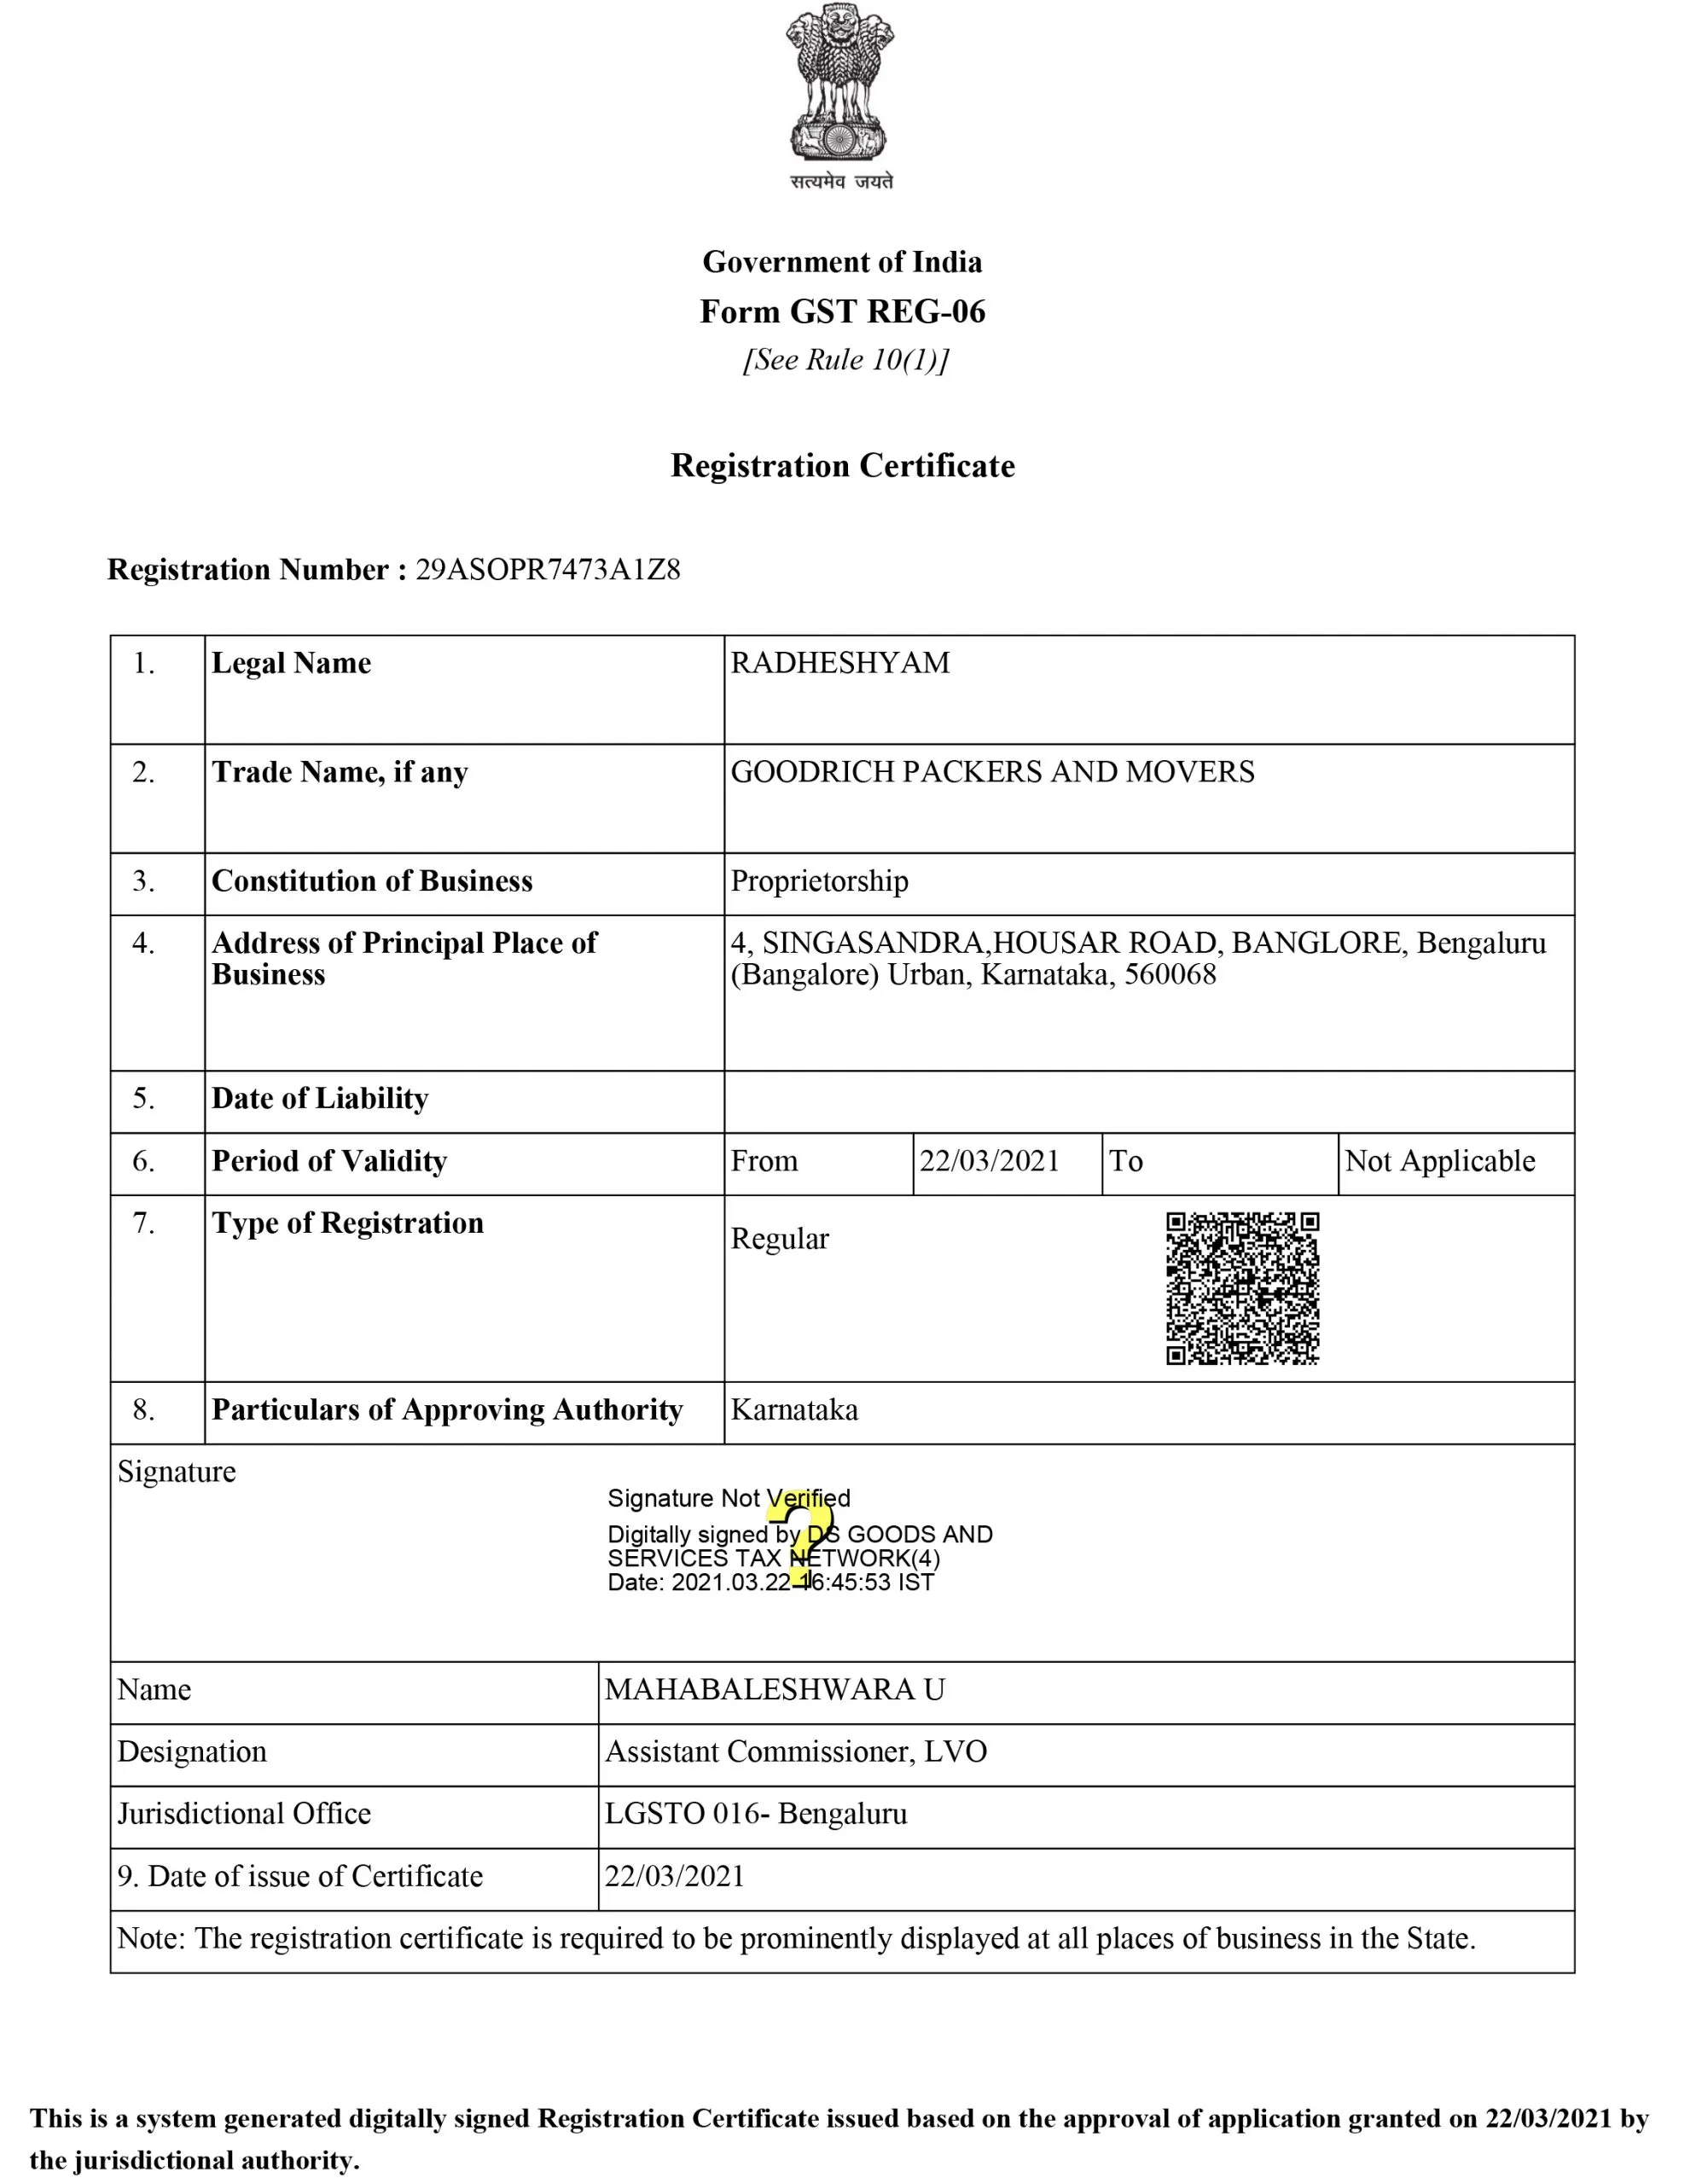 सत्यमेव जयते
Government of India
Form GST REG-06
[See Rule 10(1)]
Registration Certificate
Registration Number : 29ASOPR7473A1Z8
1. Legal Name RADHESHYAM
2. Trade Name, if any GOODRICH PACKERS AND MOVERS
3. Constitution of Business Proprietorship
4. Address of Principal Place of Business 4, SINGASANDRA,HOUSAR ROAD, BANGLORE, Bengaluru
(Bangalore) Urban, Karnataka, 560068
5. Date of Liability
6. Period of Validity From 22/03/2021 To Not Applicable
7. Type of Registration Regular
8. Particulars of Approving Authority Karnataka
Signature
Signature Not Verified
Digitally signed by DS GOODS AND
SERVICES TAX NETWORK(4)
Date: 2021.03.22 16:45:53 IST
Name MAHABALESHWARA U
Designation Assistant Commissioner, LVO
Jurisdictional Office LGSTO 016- Bengaluru
9. Date of issue of Certificate 22/03/2021
Note: The registration certificate is required to be prominently displayed at all places of business in the State.
This is a system generated digitally signed Registration Certificate issued based on the approval of application granted on 22/03/2021 by
the jurisdictional authority.